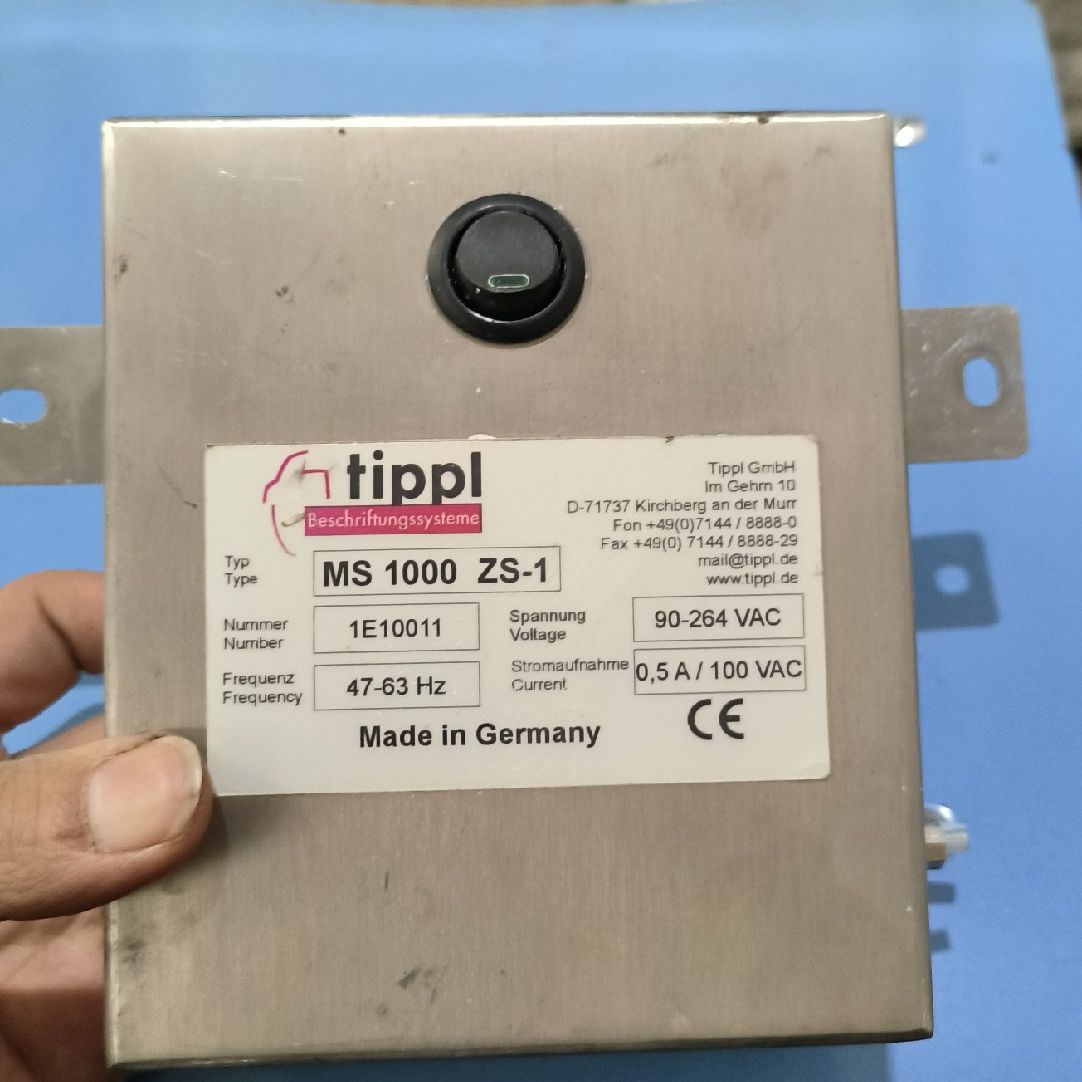 tippl
Beschriftungssysteme
Tippl GmbH
Im Gehrn 10
D-71737 Kirchberg an der Murr
Fon +49(0)7144 / 8888-0
Fax +49(0) 7144 / 8888-29
mail@tippl.de
www.tippl.de
Typ
Type
MS 1000 ZS-1
Nummer
Number
1E10011
Spannung
Voltage
90-264 VAC
Frequenz
Frequency
47-63 Hz
Stromaufnahme
Current
0,5 A / 100 VAC
Made in Germany
CE